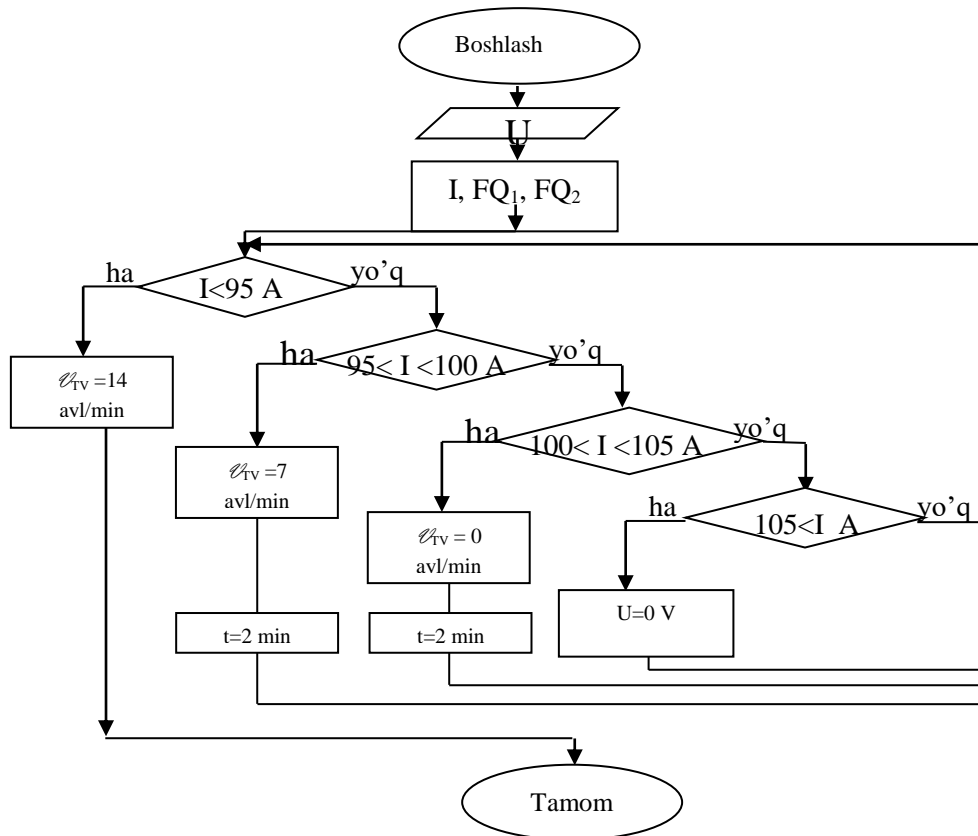 Boshlash
U
I, FQ₁, FQ₂
ha
I<95 A
yo’q
𝒱TV =14
avl/min
ha
95< I <100 A
yo’q
𝒱TV =7
avl/min
t=2 min
ha
100< I <105 A
yo’q
𝒱TV = 0
avl/min
t=2 min
ha
105<I A
yo’q
U=0 V
Tamom